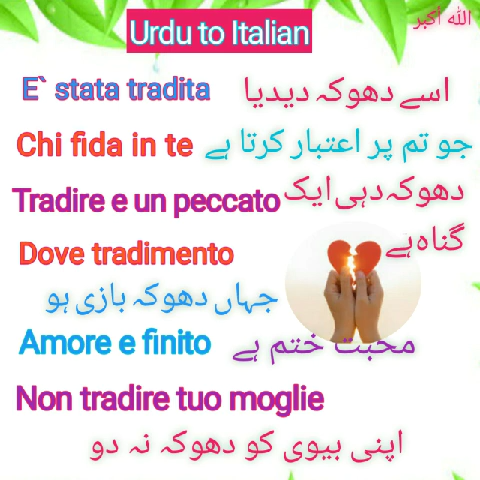 الله أكبر
Urdu to Italian
E` stata tradita اسے دھوکہ دیدیا
Chi fida in te جو تم پر اعتبار کرتا ہے
Tradire e un peccato دھوکہ دہی ایک
گناہ ہے
Dove tradimento
جہاں دھوکہ بازی ہو
Amore e finito محبت ختم ہے
Non tradire tuo moglie
اپنی بیوی کو دھوکہ نہ دو